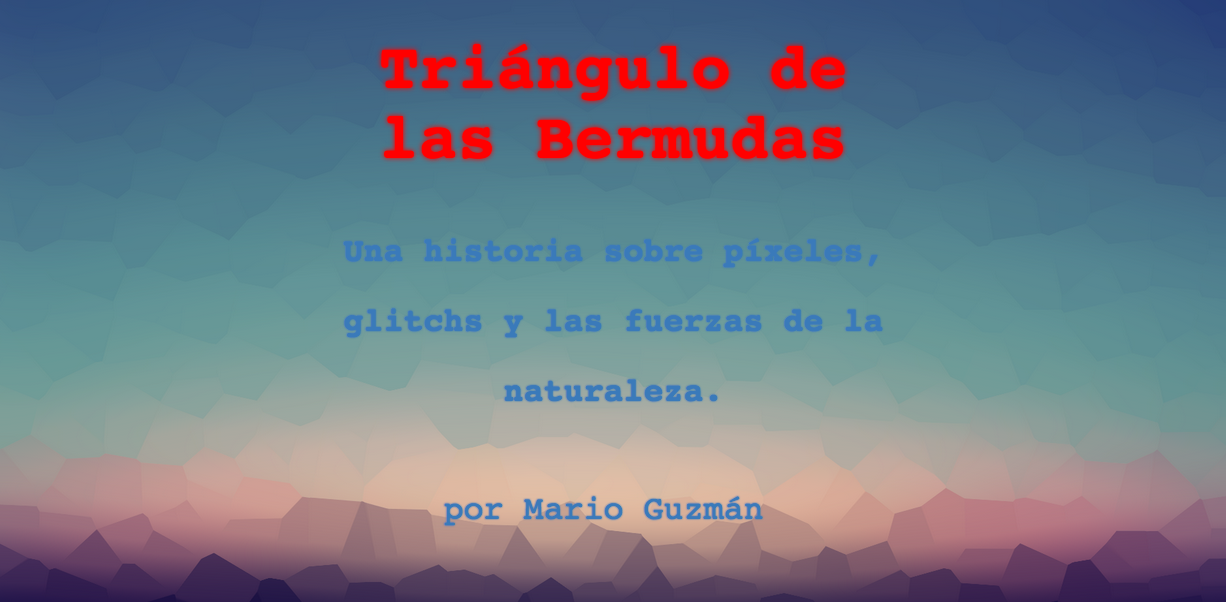 Triángulo de
las Bermudas
Una historia sobre píxeles,
glitchs y las fuerzas de la
naturaleza.
por Mario Guzmán